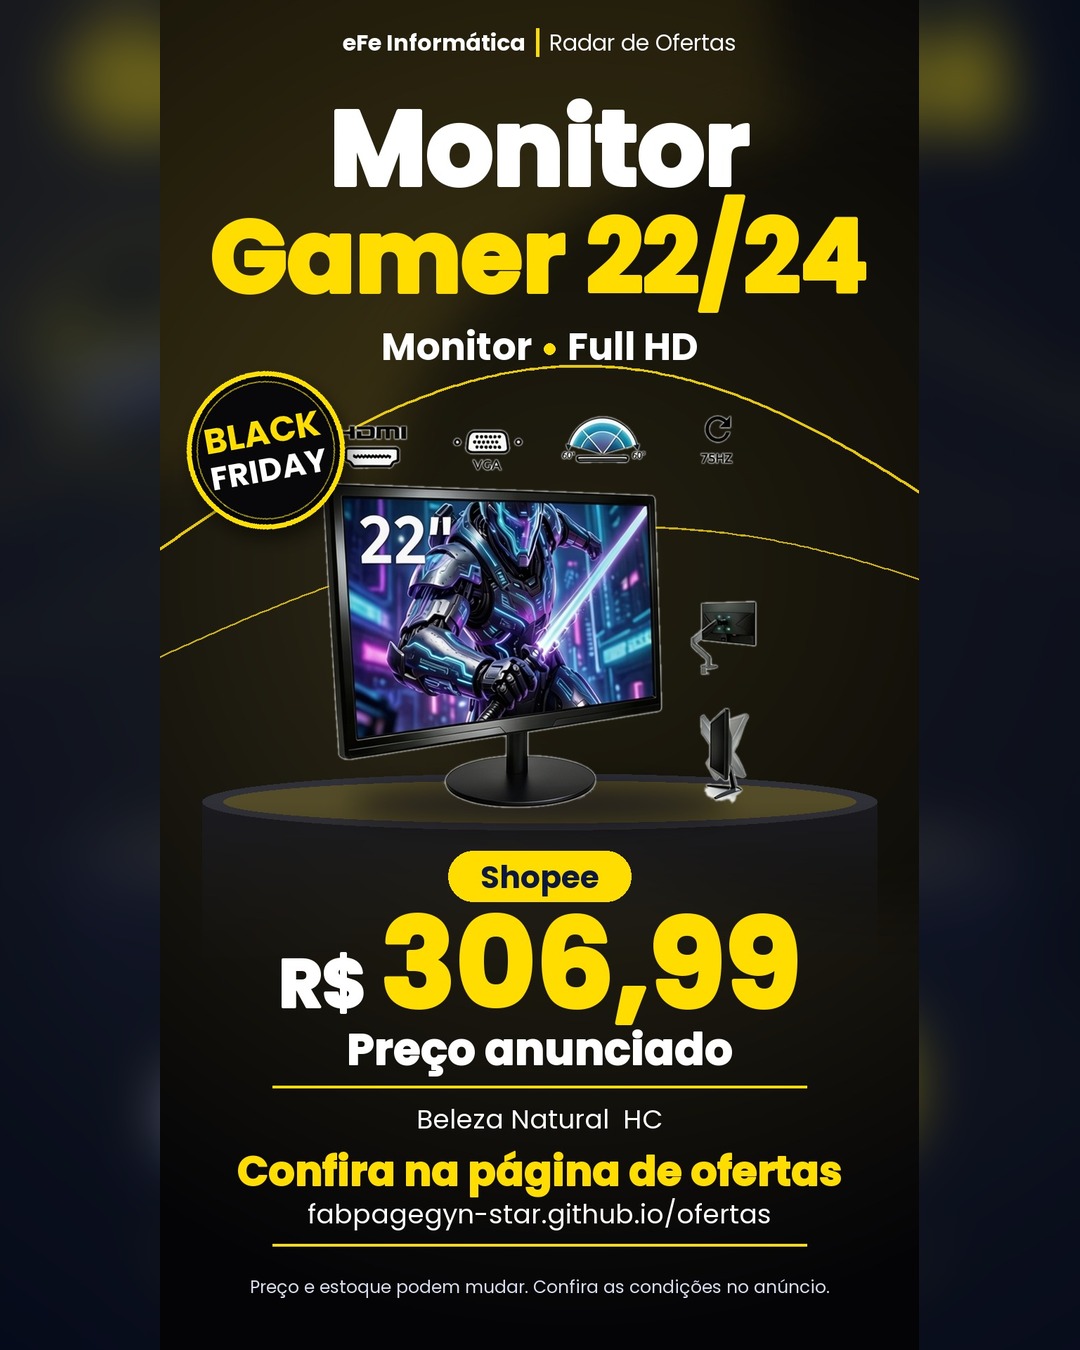 eFe Informática | Radar de Ofertas
Monitor
Gamer 22/24
Monitor • Full HD
BLACK
FRIDAY
HDMI
VGA
60° 60°
75HZ
22"
Shopee
R$ 306,99
Preço anunciado
Beleza Natural HC
Confira na página de ofertas
fabpagegyn-star.github.io/ofertas
Preço e estoque podem mudar. Confira as condições no anúncio.